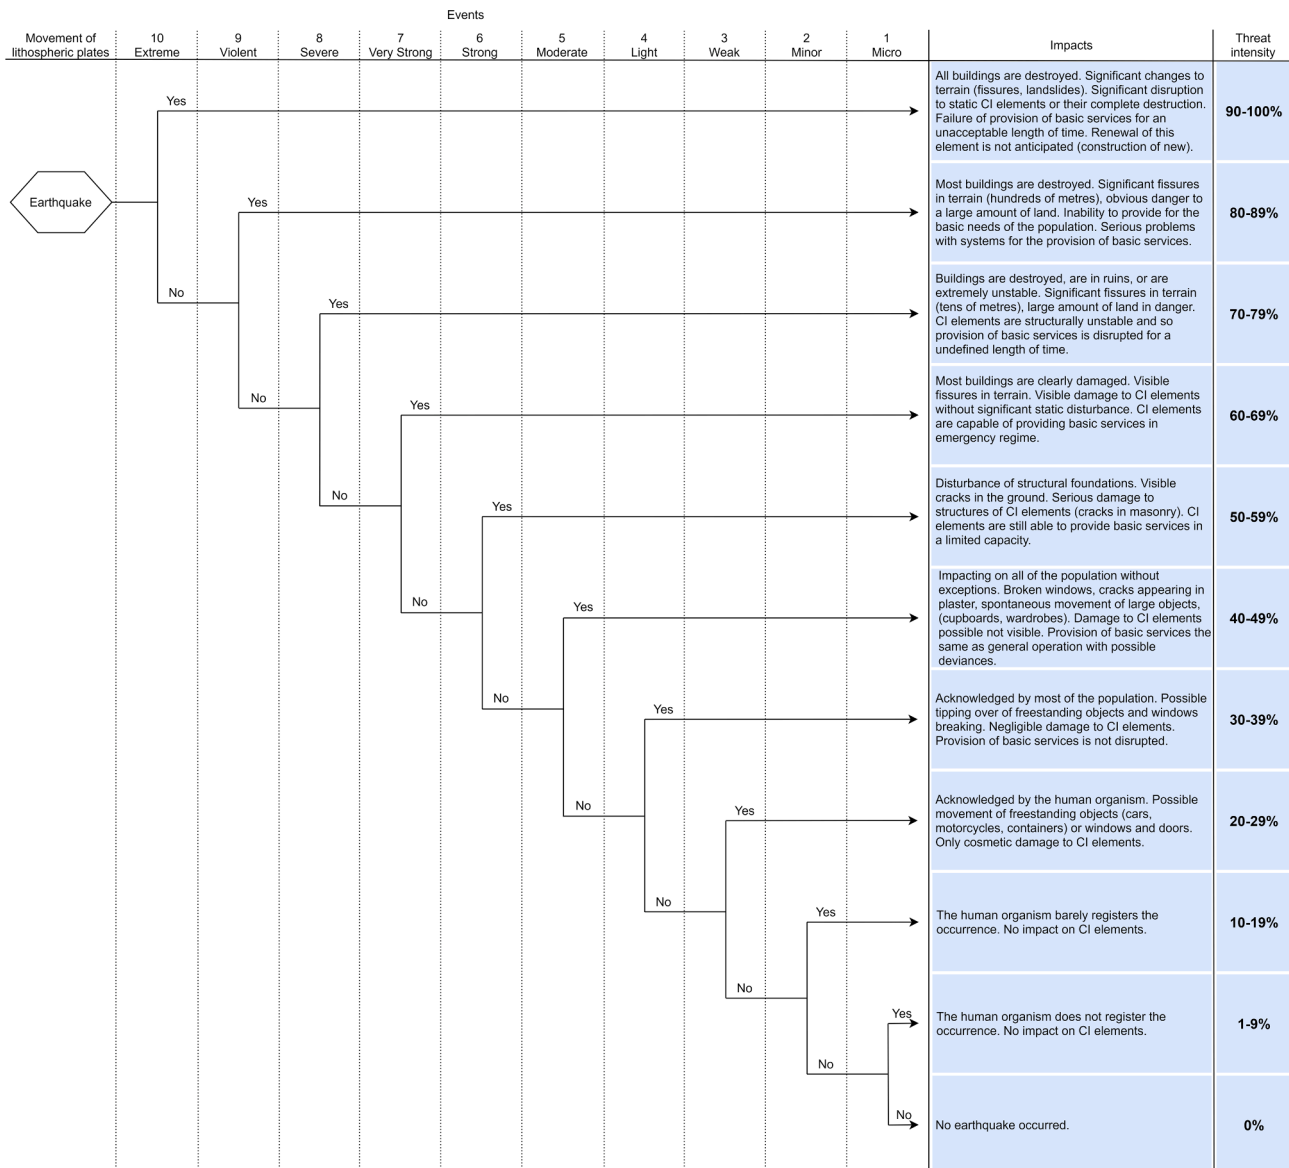 Events
Movement of
lithospheric plates
10
Extreme
9
Violent
8
Severe
7
Very Strong
6
Strong
5
Moderate
4
Light
3
Weak
2
Minor
1
Micro
Impacts
Threat
intensity
Earthquake
Yes
All buildings are destroyed. Significant changes to
terrain (fissures, landslides). Significant disruption
to static CI elements or their complete destruction.
Failure of provision of basic services for an
unacceptable length of time. Renewal of this
element is not anticipated (construction of new).
90-100%
No
Yes
Most buildings are destroyed. Significant fissures
in terrain (hundreds of metres), obvious danger to
a large amount of land. Inability to provide for the
basic needs of the population. Serious problems
with systems for the provision of basic services.
80-89%
No
Yes
Buildings are destroyed, are in ruins, or are
extremely unstable. Significant fissures in terrain
(tens of metres), large amount of land in danger.
CI elements are structurally unstable and so
provision of basic services is disrupted for a
undefined length of time.
70-79%
No
Yes
Most buildings are clearly damaged. Visible
fissures in terrain. Visible damage to CI elements
without significant static disturbance. CI elements
are capable of providing basic services in
emergency regime.
60-69%
No
Yes
Disturbance of structural foundations. Visible
cracks in the ground. Serious damage to
structures of CI elements (cracks in masonry). CI
elements are still able to provide basic services in
a limited capacity.
50-59%
No
Yes
Impacting on all of the population without
exceptions. Broken windows, cracks appearing in
plaster, spontaneous movement of large objects,
(cupboards, wardrobes). Damage to CI elements
possible not visible. Provision of basic services the
same as general operation with possible
deviances.
40-49%
No
Yes
Acknowledged by most of the population. Possible
tipping over of freestanding objects and windows
breaking. Negligible damage to CI elements.
Provision of basic services is not disrupted.
30-39%
No
Yes
Acknowledged by the human organism. Possible
movement of freestanding objects (cars,
motorcycles, containers) or windows and doors.
Only cosmetic damage to CI elements.
20-29%
No
Yes
The human organism barely registers the
occurrence. No impact on CI elements.
10-19%
No
Yes
The human organism does not register the
occurrence. No impact on CI elements.
1-9%
No
No
No earthquake occurred.
0%